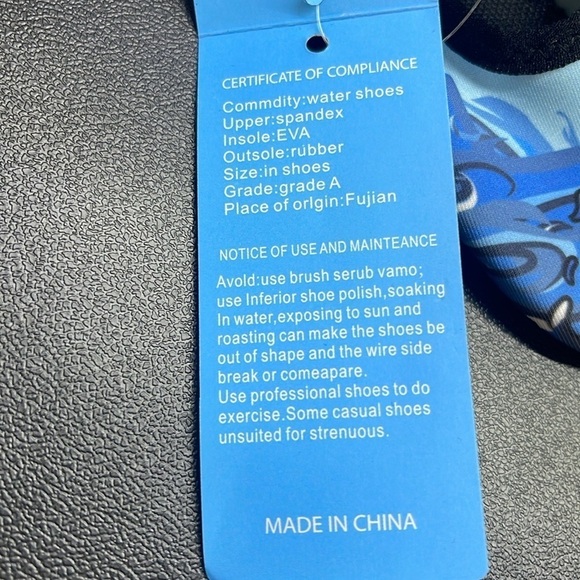 CERTIFICATE OF COMPLIANCE
Commdity:water shoes
Upper:spandex
Insole:EVA
Outsole:rubber
Size:in shoes
Grade:grade A
Place of origin:Fujian
NOTICE OF USE AND MAINTEANCE
Avold:use brush serub vamo;
use Inferior shoe polish,soaking
In water,exposing to sun and
roasting can make the shoes be
out of shape and the wire side
break or comeapare.
Use professional shoes to do
exercise.Some casual shoes
unsuited for strenuous.
MADE IN CHINA